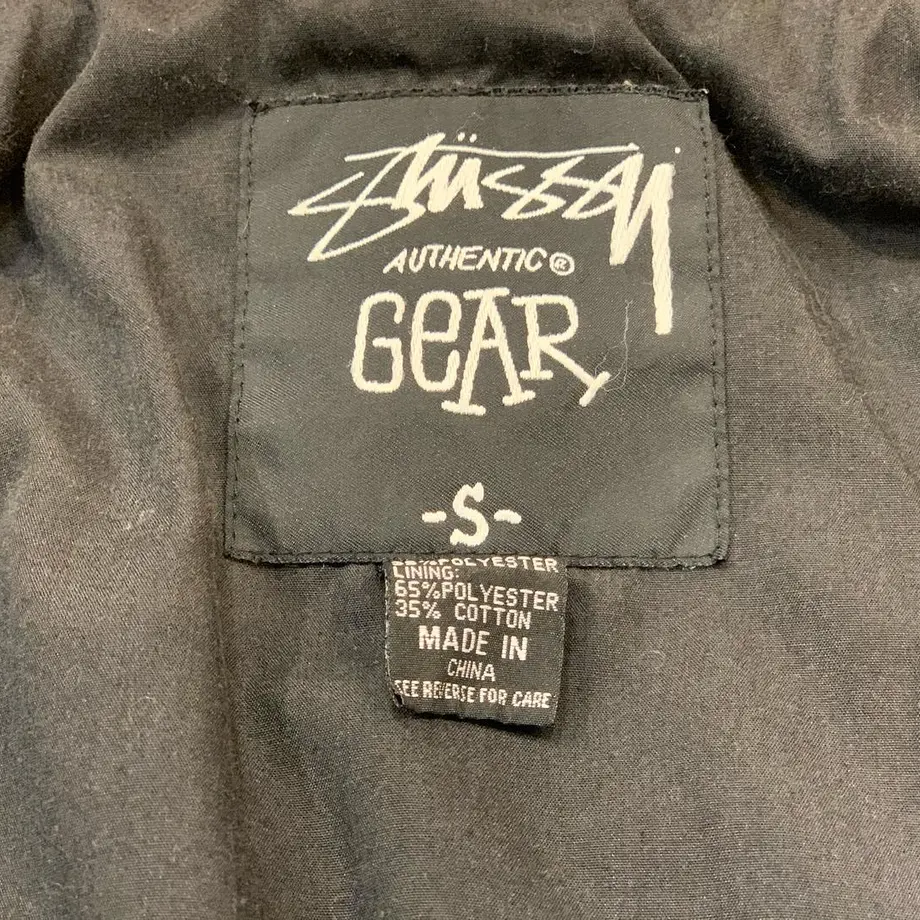 Stüssy
AUTHENTIC®
GEAR
-S-
POLYESTER
LINING:
65%POLYESTER
35% COTTON
MADE IN
CHINA
SEE REVERSE FOR CARE